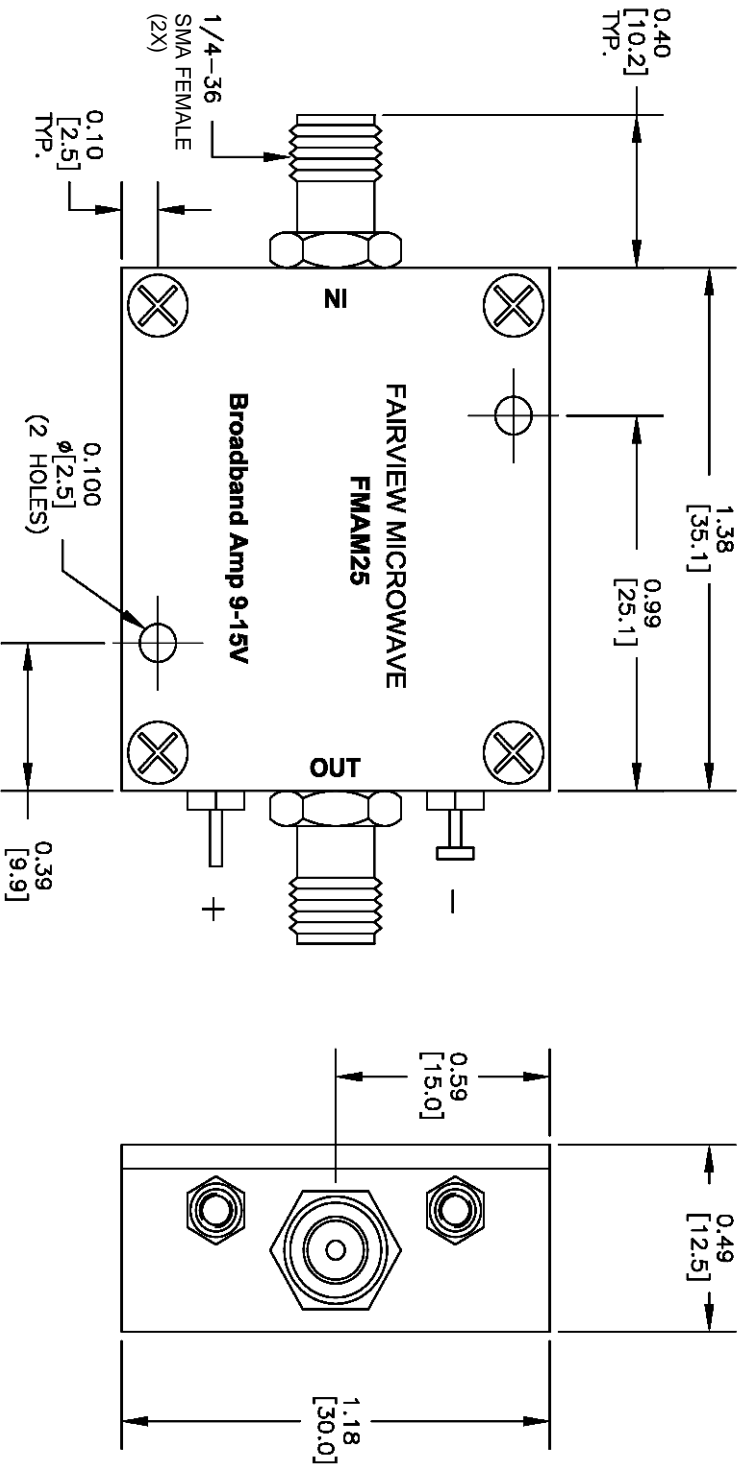 0.40
[10.2]
TYP.
1.38
[35.1]
0.99
[25.1]
1/4-36
SMA FEMALE
(2X)
IN
FAIRVIEW MICROWAVE
FMAM25
Broadband Amp 9-15V
OUT
-
+
0.10
[2.5]
TYP.
0.100
ø[2.5]
(2 HOLES)
0.39
[9.9]
0.49
[12.5]
0.59
[15.0]
1.18
[30.0]